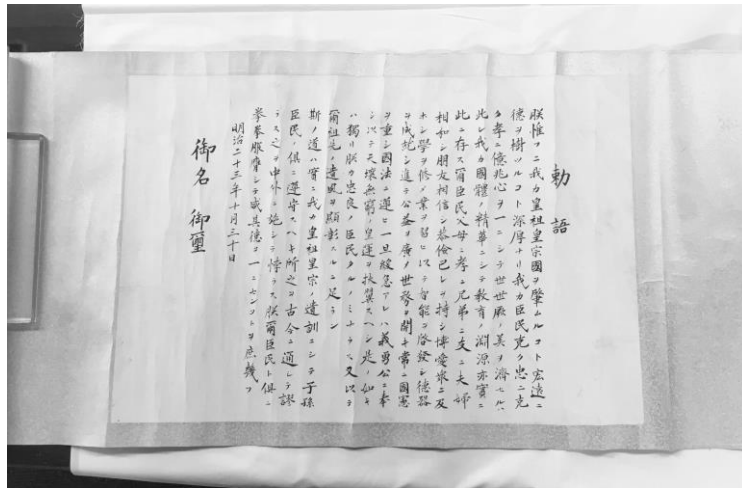 勅語
朕惟フニ我カ皇祖皇宗國ヲ肇ムルコト宏遠ニ
德ヲ樹ツルコト深厚ナリ我カ臣民克ク忠ニ克
ク孝ニ億兆心ヲ一ニシテ世世厥ノ美ヲ濟セルハ
此レ我カ國體ノ精華ニシテ教育ノ淵源亦實ニ
此ニ存ス爾臣民父母ニ孝ニ兄弟ニ友ニ夫婦
相和シ朋友相信シ恭儉己レヲ持シ博愛衆ニ及
ホシ學ヲ修メ業ヲ習ヒ以テ智能ヲ啓發シ德器
ヲ成就シ進テ公益ヲ廣メ世務ヲ開キ常ニ國憲
ヲ重シ國法ニ遵ヒ一旦緩急アレハ義勇公ニ奉
シ以テ天壤無窮ノ皇運ヲ扶翼スヘシ是ノ如キ
ハ獨リ朕カ忠良ノ臣民タルノミナラス又以テ
爾祖先ノ遺風ヲ顯彰スルニ足ラン
斯ノ道ハ實ニ我カ皇祖皇宗ノ遺訓ニシテ子孫
臣民ノ俱ニ遵守スヘキ所之ヲ古今ニ通シテ謬
ラス之ヲ中外ニ施シテ悖ラス朕爾臣民ト俱ニ
拳拳服膺シテ咸其德ヲ一ニセンコトヲ庶幾フ
明治二十三年十月三十日
御名 御璽